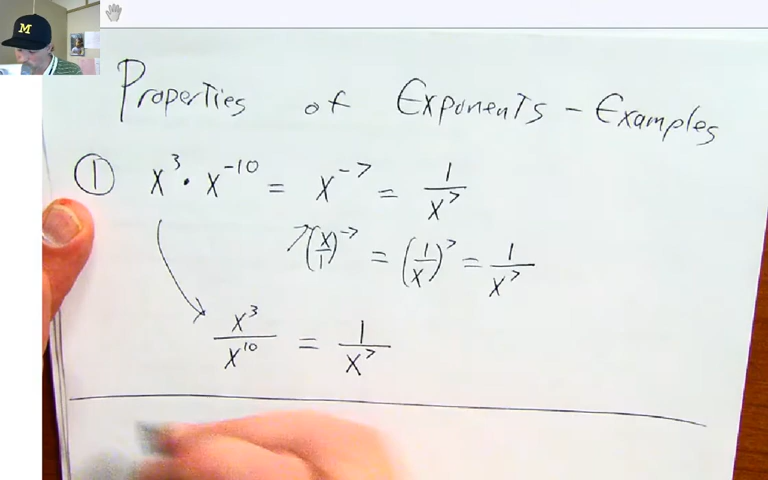 M
Properties of Exponents - Examples
① x³ · x⁻¹⁰ = x⁻⁷ = 1/x⁷
(x/1)⁻⁷ = (1/x)⁷ = 1/x⁷
x³/x¹⁰ = 1/x⁷